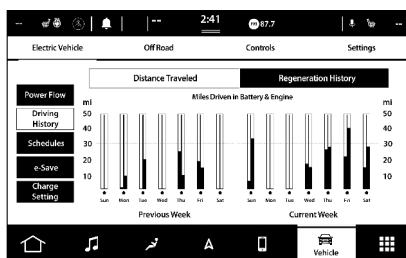 -- -- 2:41 FM 87.7 --
Electric Vehicle Off Road Controls Settings
Distance Traveled Regeneration History
Power Flow
Driving
History
Schedules
e-Save
Charge
Setting
Miles Driven in Battery & Engine
mi mi
50 50
40 40
30 30
20 20
10 10
Sun Mon Tue Wed Thu Fri Sat Sun Mon Tue Wed Thu Fri Sat
Previous Week Current Week
Vehicle